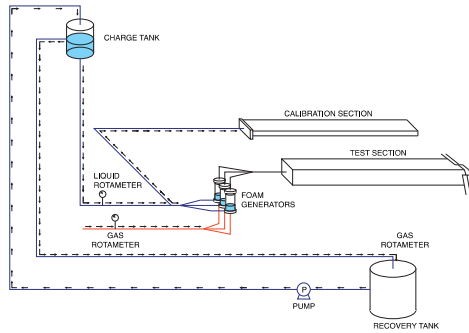 CHARGE TANK
CALIBRATION SECTION
TEST SECTION
LIQUID
ROTAMETER
FOAM
GENERATORS
GAS
ROTAMETER
GAS
ROTAMETER
P
PUMP
RECOVERY TANK